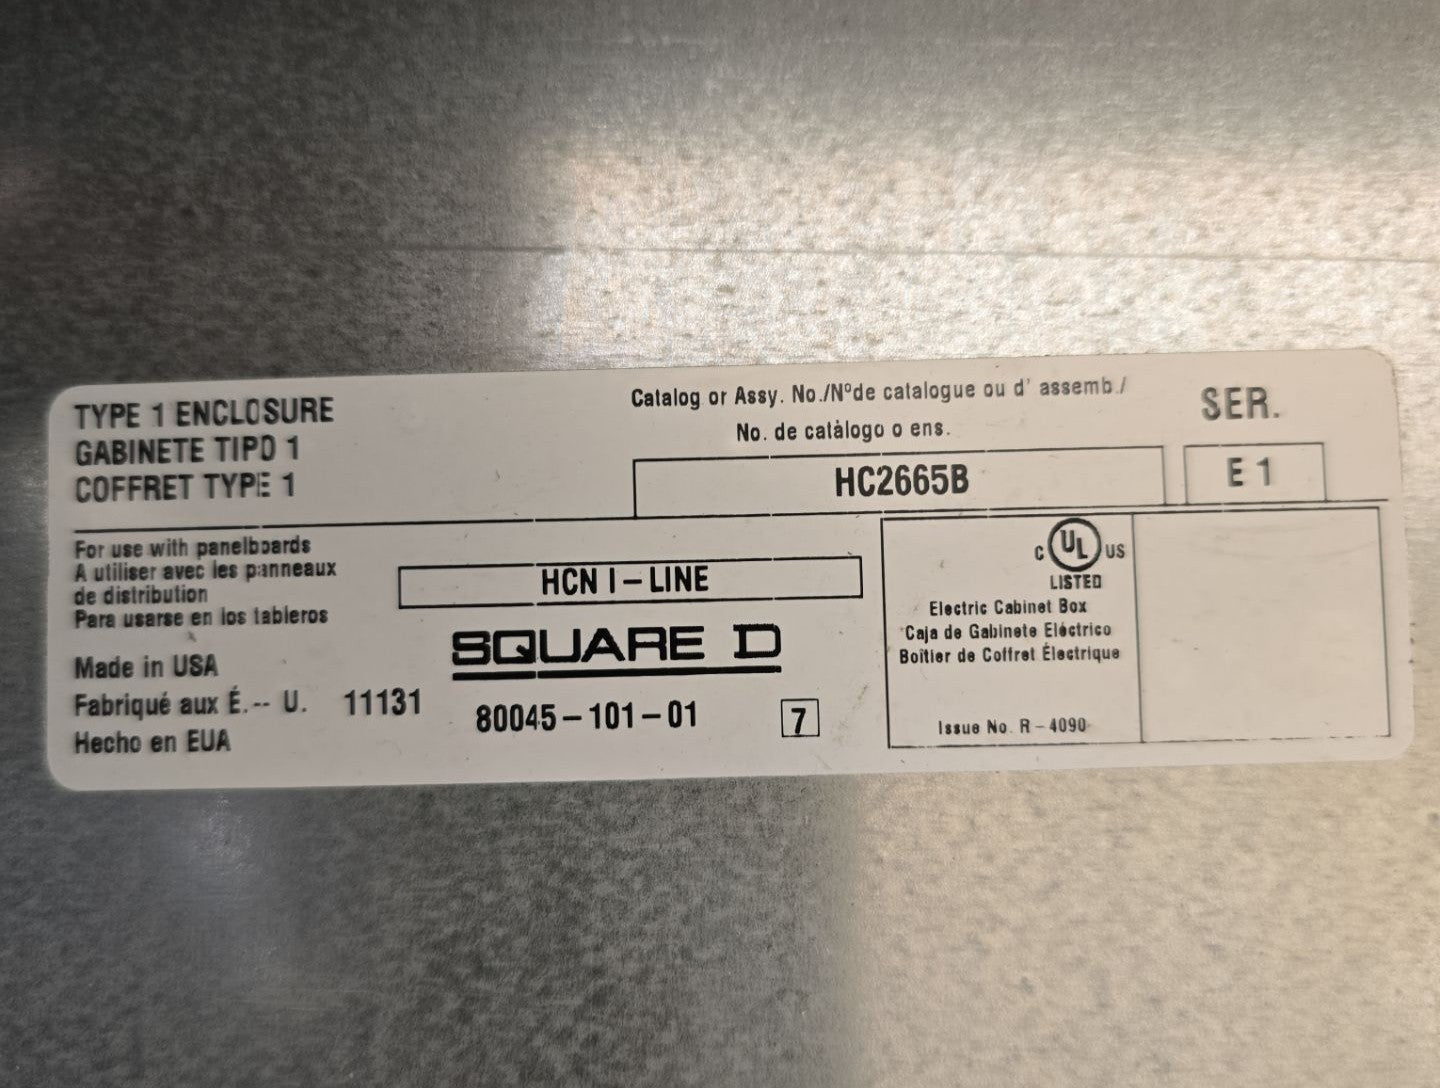 TYPE 1 ENCLOSURE
GABINETE TIPO 1
COFFRET TYPE 1
Catalog or Assy. No./Nº de catalogue ou d' assemb./
No. de catàlogo o ens.
HC2665B
SER.
E 1
For use with panelboards
A utiliser avec les panneaux
de distribution
Para usarse en los tableros
HCN I-LINE
Made in USA
Fabriqué aux É.-- U. 11131
Hecho en EUA
SQUARE D
80045-101-01
7
C UL US
LISTED
Electric Cabinet Box
Caja de Gabinete Eléctrico
Boîtier de Coffret Électrique
Issue No. R-4090